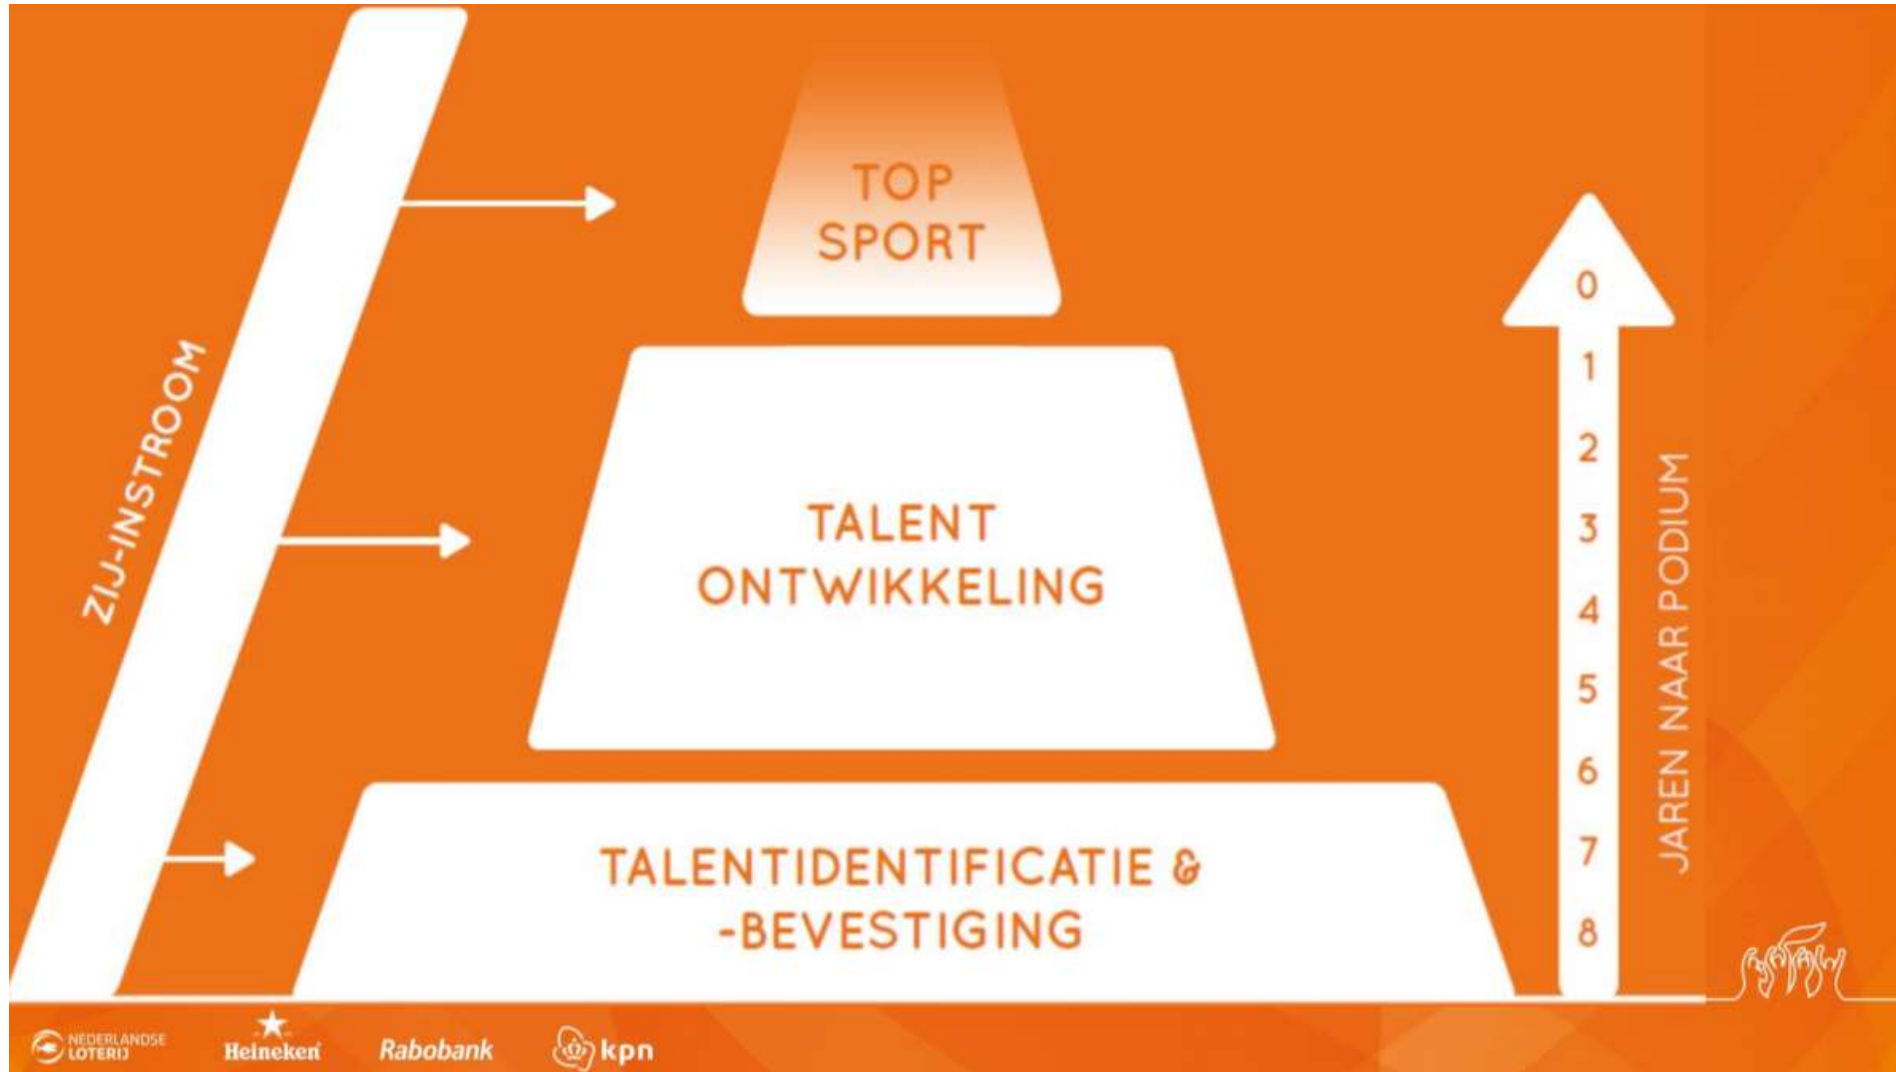 ZIJ-INSTROOM
TOP
SPORT
TALENT
ONTWIKKELING
TALENTIDENTIFICATIE &
-BEVESTIGING
0
1
2
3
4
5
6
7
8
JAREN NAAR PODIUM
NEDERLANDSE
LOTERIJ
Heineken
Rabobank
kpn